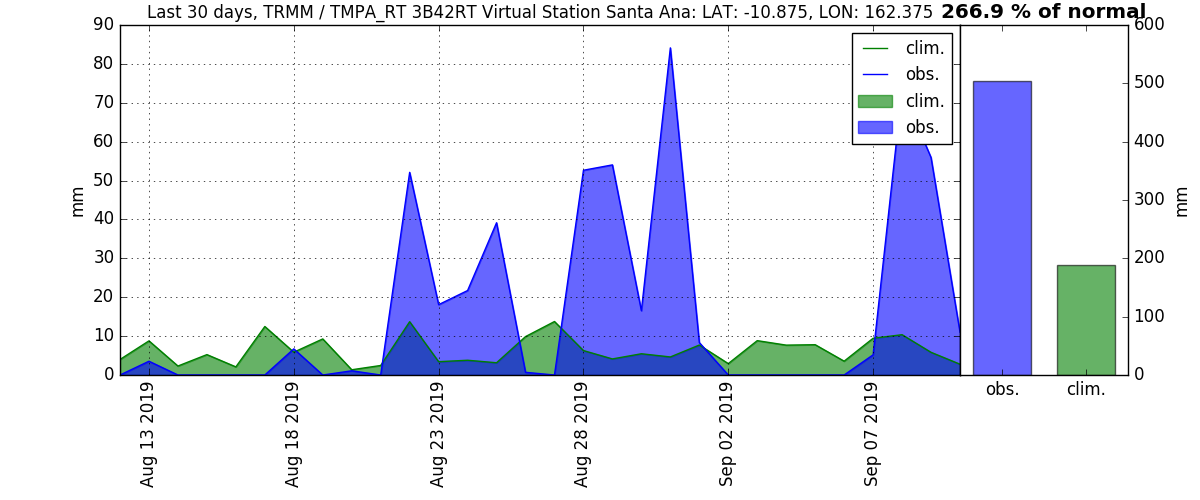 Last 30 days, TRMM / TMPA_RT 3B42RT Virtual Station Santa Ana: LAT: -10.875, LON: 162.375 266.9 % of normal
90
80
70
60
50
40
30
20
10
0
mm
clim.
obs.
clim.
obs.
Aug 13 2019
Aug 18 2019
Aug 23 2019
Aug 28 2019
Sep 02 2019
Sep 07 2019
600
500
400
300
200
100
0
mm
obs. clim.